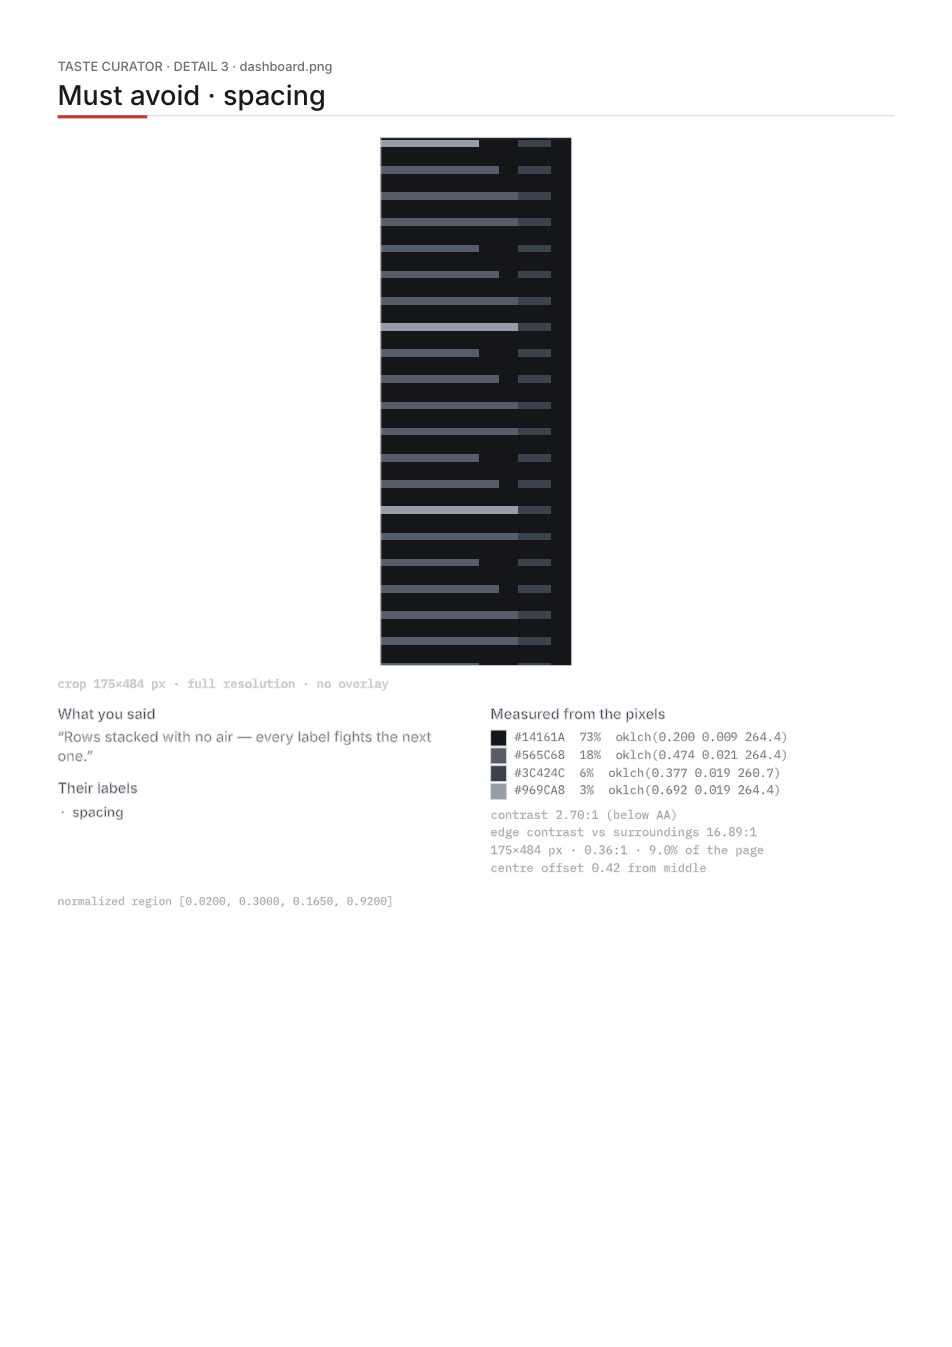 TASTE CURATOR · DETAIL 3 · dashboard.png
Must avoid · spacing
crop 175×484 px · full resolution · no overlay
What you said
“Rows stacked with no air — every label fights the next
one.”
Their labels
· spacing
Measured from the pixels
#14161A 73% oklch(0.200 0.009 264.4)
#565C68 18% oklch(0.474 0.021 264.4)
#3C424C 6% oklch(0.377 0.019 260.7)
#969CA8 3% oklch(0.692 0.019 264.4)
contrast 2.70:1 (below AA)
edge contrast vs surroundings 16.89:1
175×484 px · 0.36:1 · 9.0% of the page
centre offset 0.42 from middle
normalized region [0.0200, 0.3000, 0.1650, 0.9200]